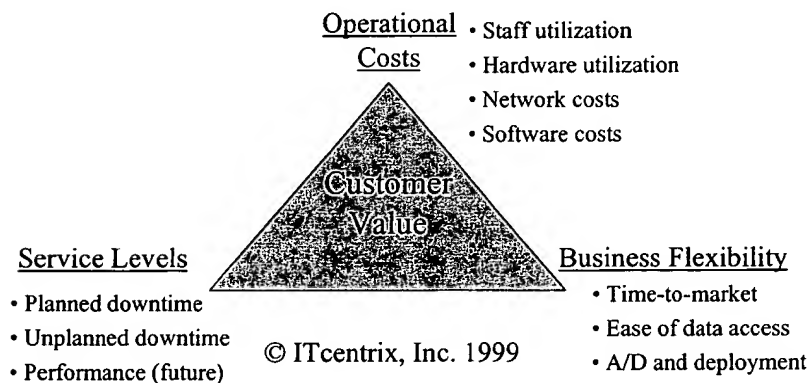 Operational
Costs
• Staff utilization
• Hardware utilization
• Network costs
• Software costs
Customer
Value
Service Levels
• Planned downtime
• Unplanned downtime
• Performance (future)
Business Flexibility
• Time-to-market
• Ease of data access
• A/D and deployment
© ITcentrix, Inc. 1999